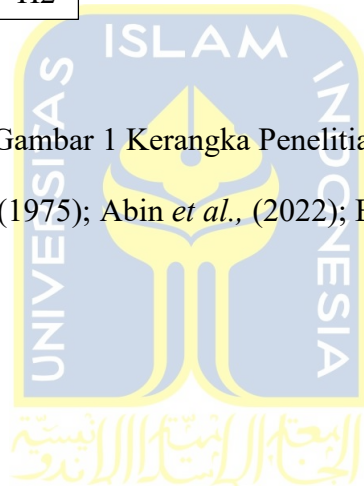 H2
ISLAM
UNIVERSITAS
INDONESIA
Gambar 1 Kerangka Penelitia
(1975); Abin et al., (2022);